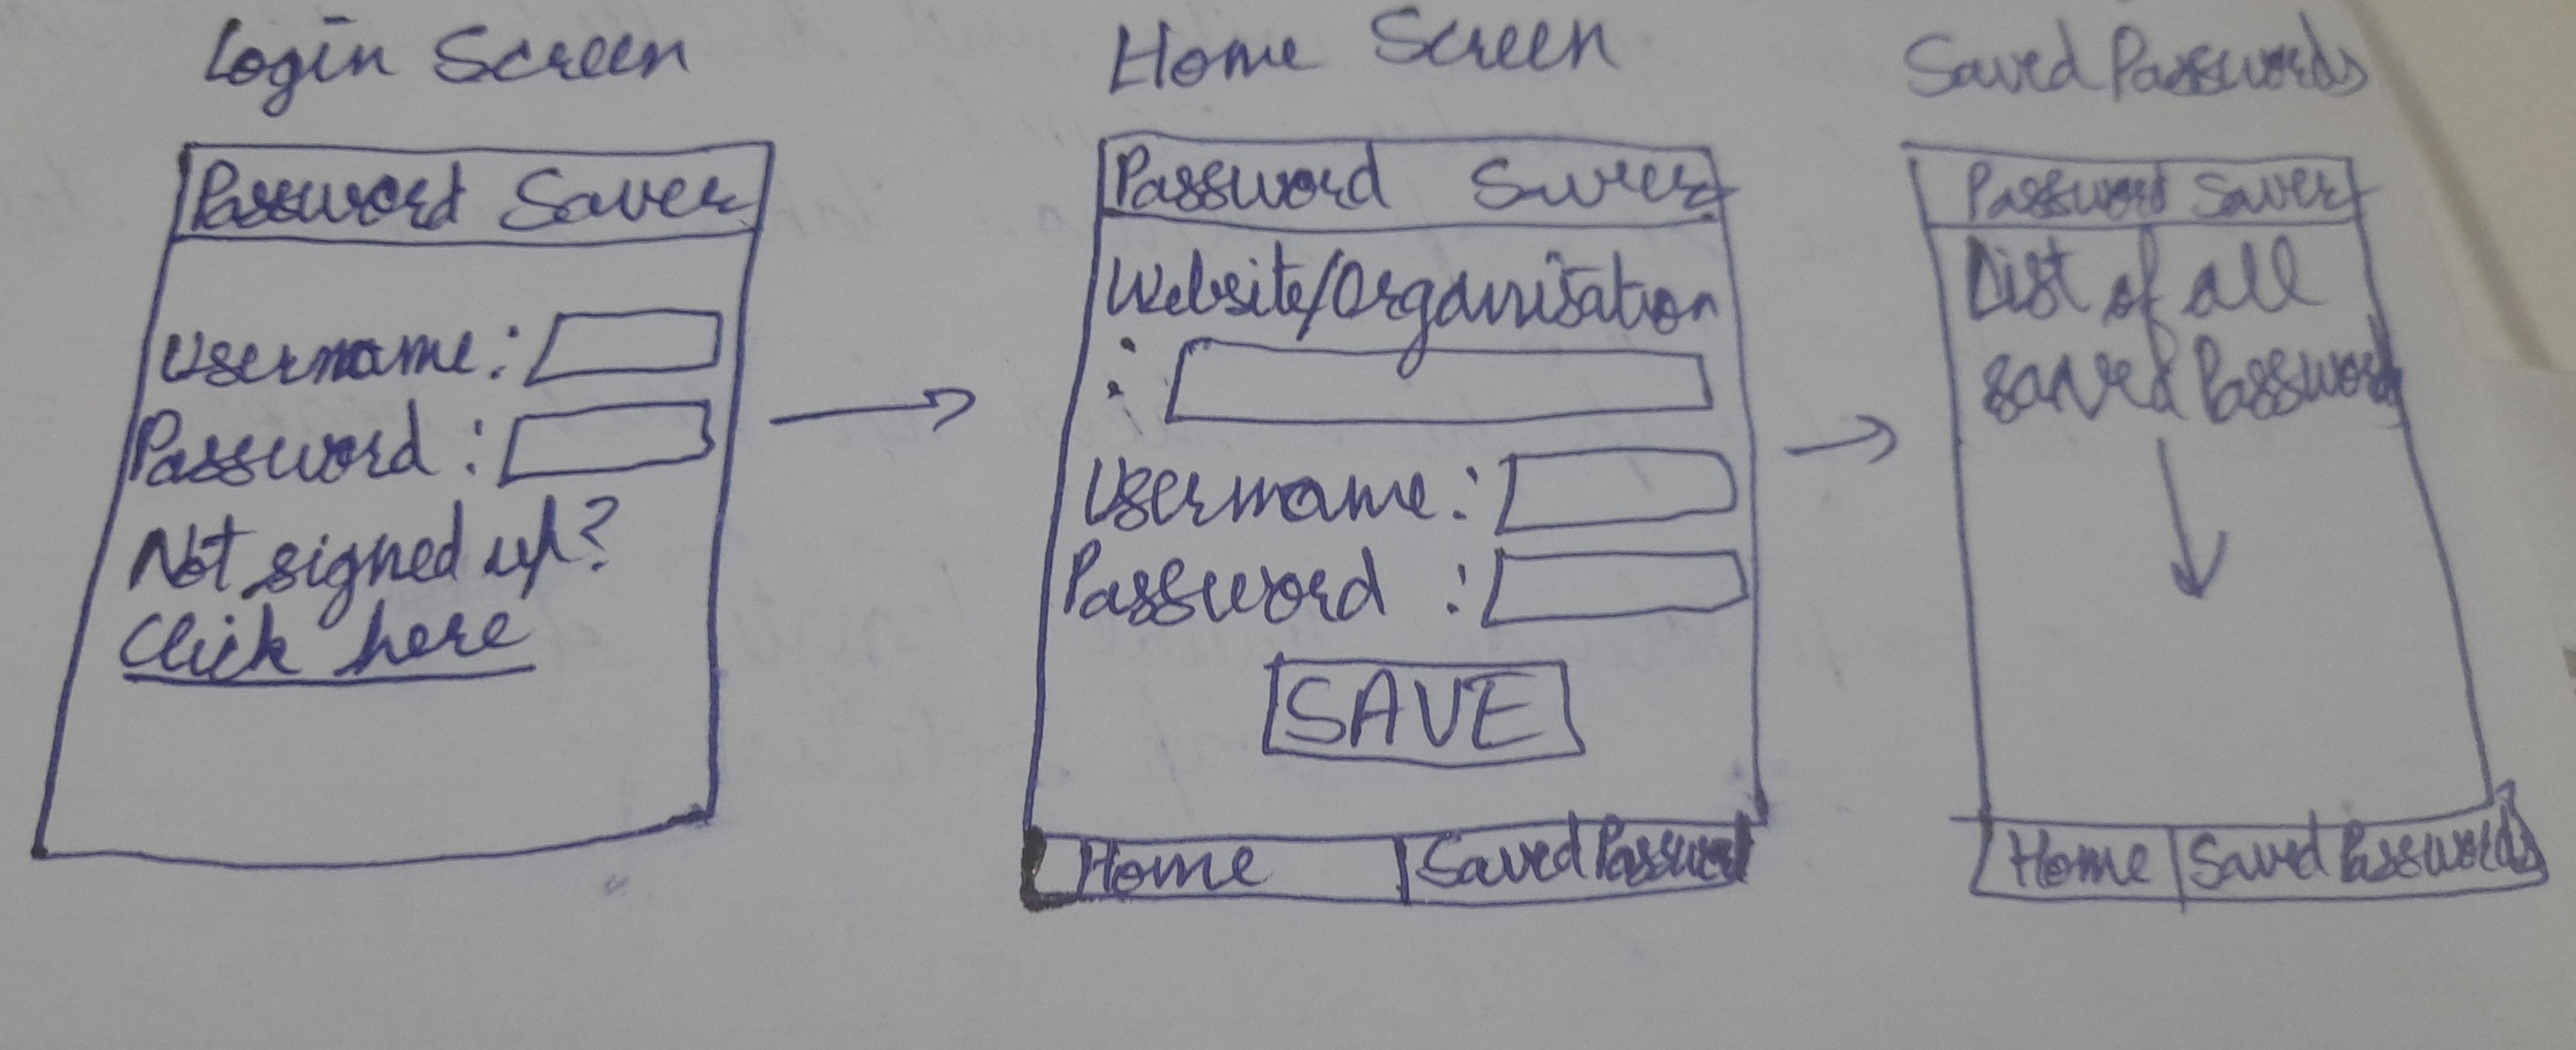 Login Screen
Password Saver
Username:
Password:
Not signed up?
Click here
Home Screen
Password Saver
Website/Organisation
:
Username:
Password :
SAVE
Home
Saved Password
Saved Passwords
Password Saver
List of all
saved Password
Home
Saved Passwords